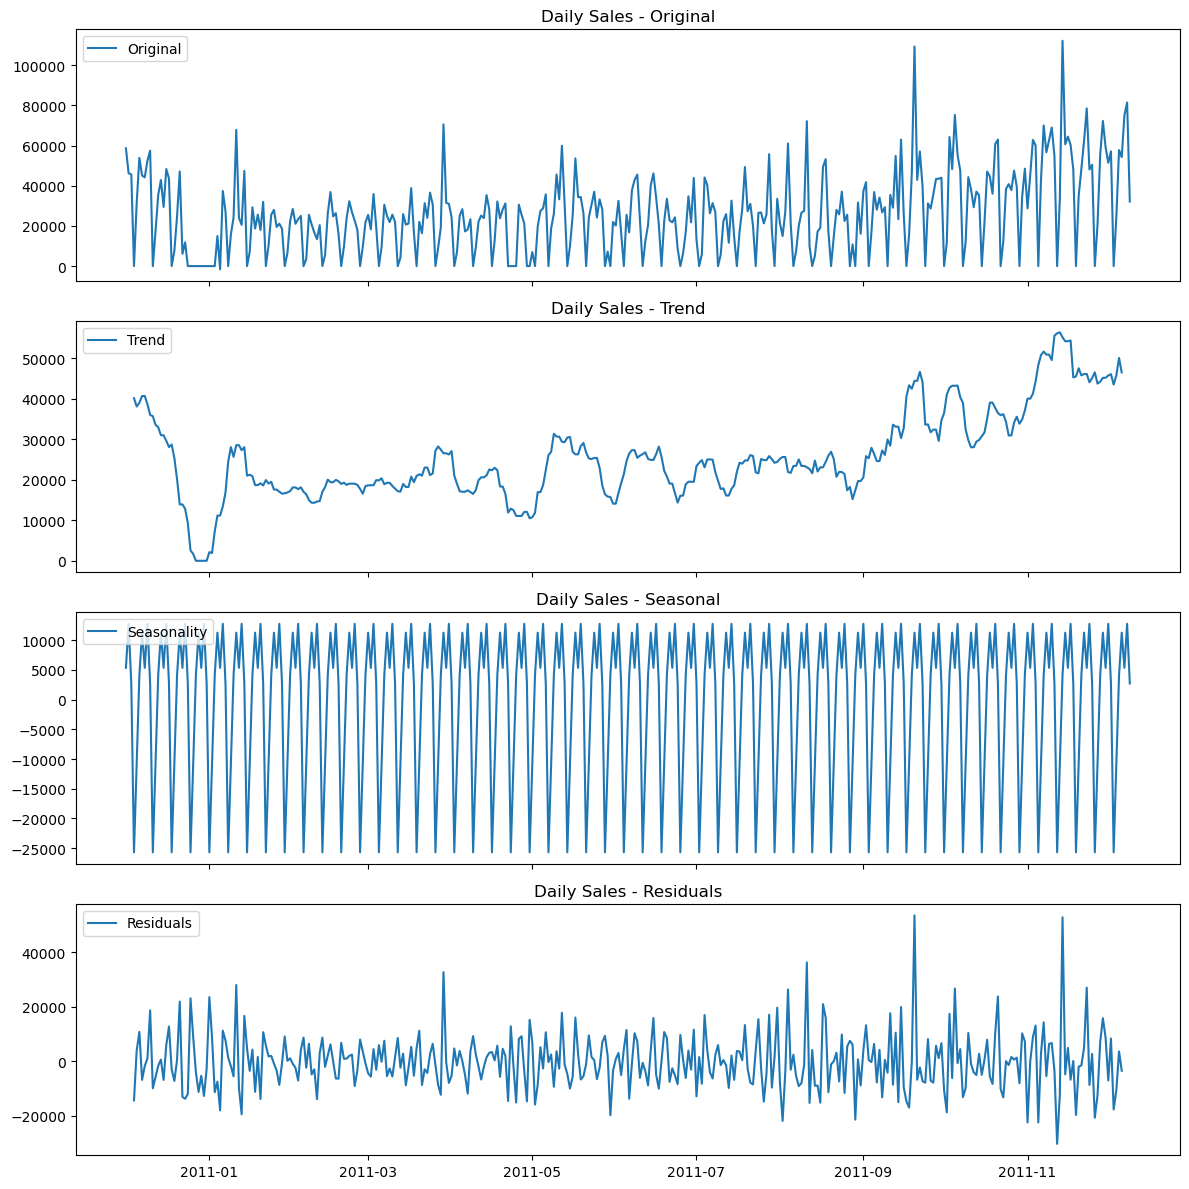 Daily Sales - Original
Original
100000
80000
60000
40000
20000
0
Daily Sales - Trend
Trend
50000
40000
30000
20000
10000
0
Daily Sales - Seasonal
Seasonality
10000
5000
0
−5000
−10000
−15000
−20000
−25000
Daily Sales - Residuals
Residuals
40000
20000
0
−20000
2011-01 2011-03 2011-05 2011-07 2011-09 2011-11